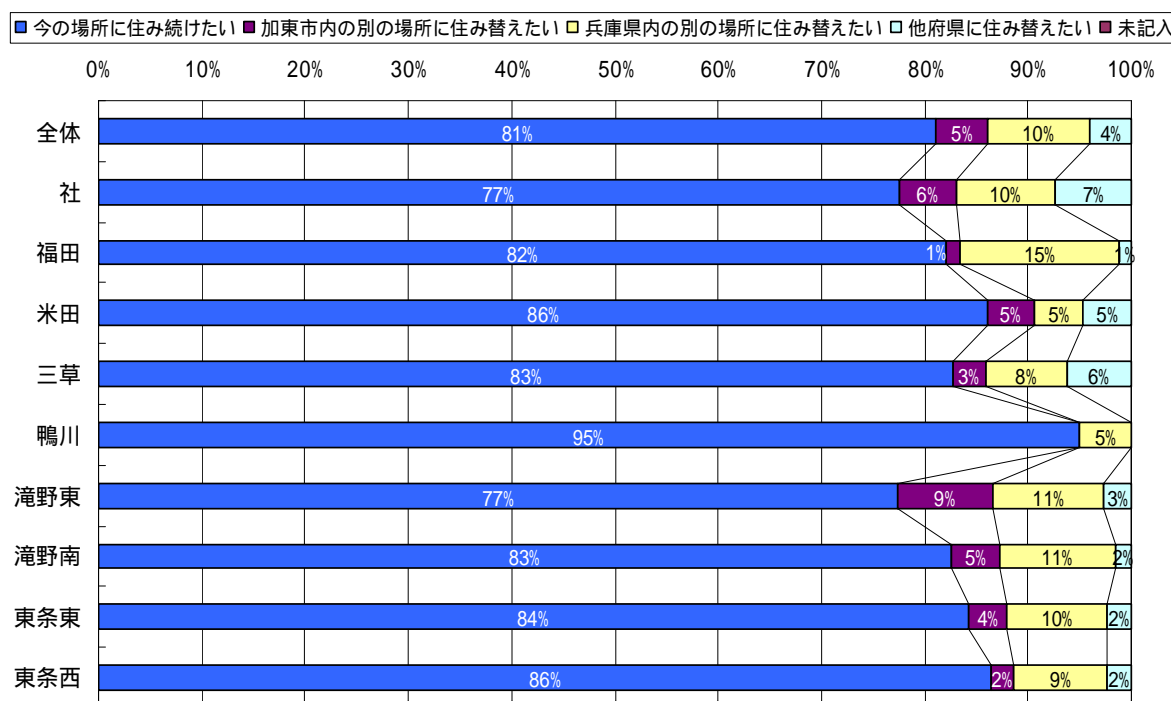 今の場所に住み続けたい 加東市内の別の場所に住み替えたい 兵庫県内の別の場所に住み替えたい 他府県に住み替えたい 未記入
0% 10% 20% 30% 40% 50% 60% 70% 80% 90% 100%
全体 81% 5% 10% 4%
社 77% 6% 10% 7%
福田 82% 1% 15% 1%
米田 86% 5% 5% 5%
三草 83% 3% 8% 6%
鴨川 95% 5%
滝野東 77% 9% 11% 3%
滝野南 83% 5% 11% 2%
東条東 84% 4% 10% 2%
東条西 86% 2% 9% 2%